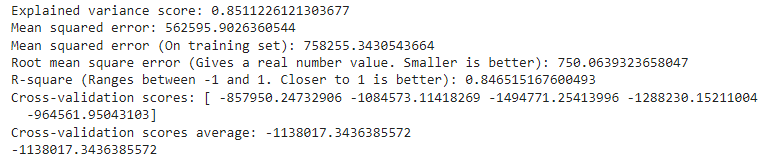 Explained variance score: 0.8511226121303677
Mean squared error: 562595.9026360544
Mean squared error (On training set): 758255.3430543664
Root mean square error (Gives a real number value. Smaller is better): 750.0639323658047
R-square (Ranges between -1 and 1. Closer to 1 is better): 0.846515167600493
Cross-validation scores: [ -857950.24732906 -1084573.11418269 -1494771.25413996 -1288230.15211004
-964561.95043103]
Cross-validation scores average: -1138017.3436385572
-1138017.3436385572